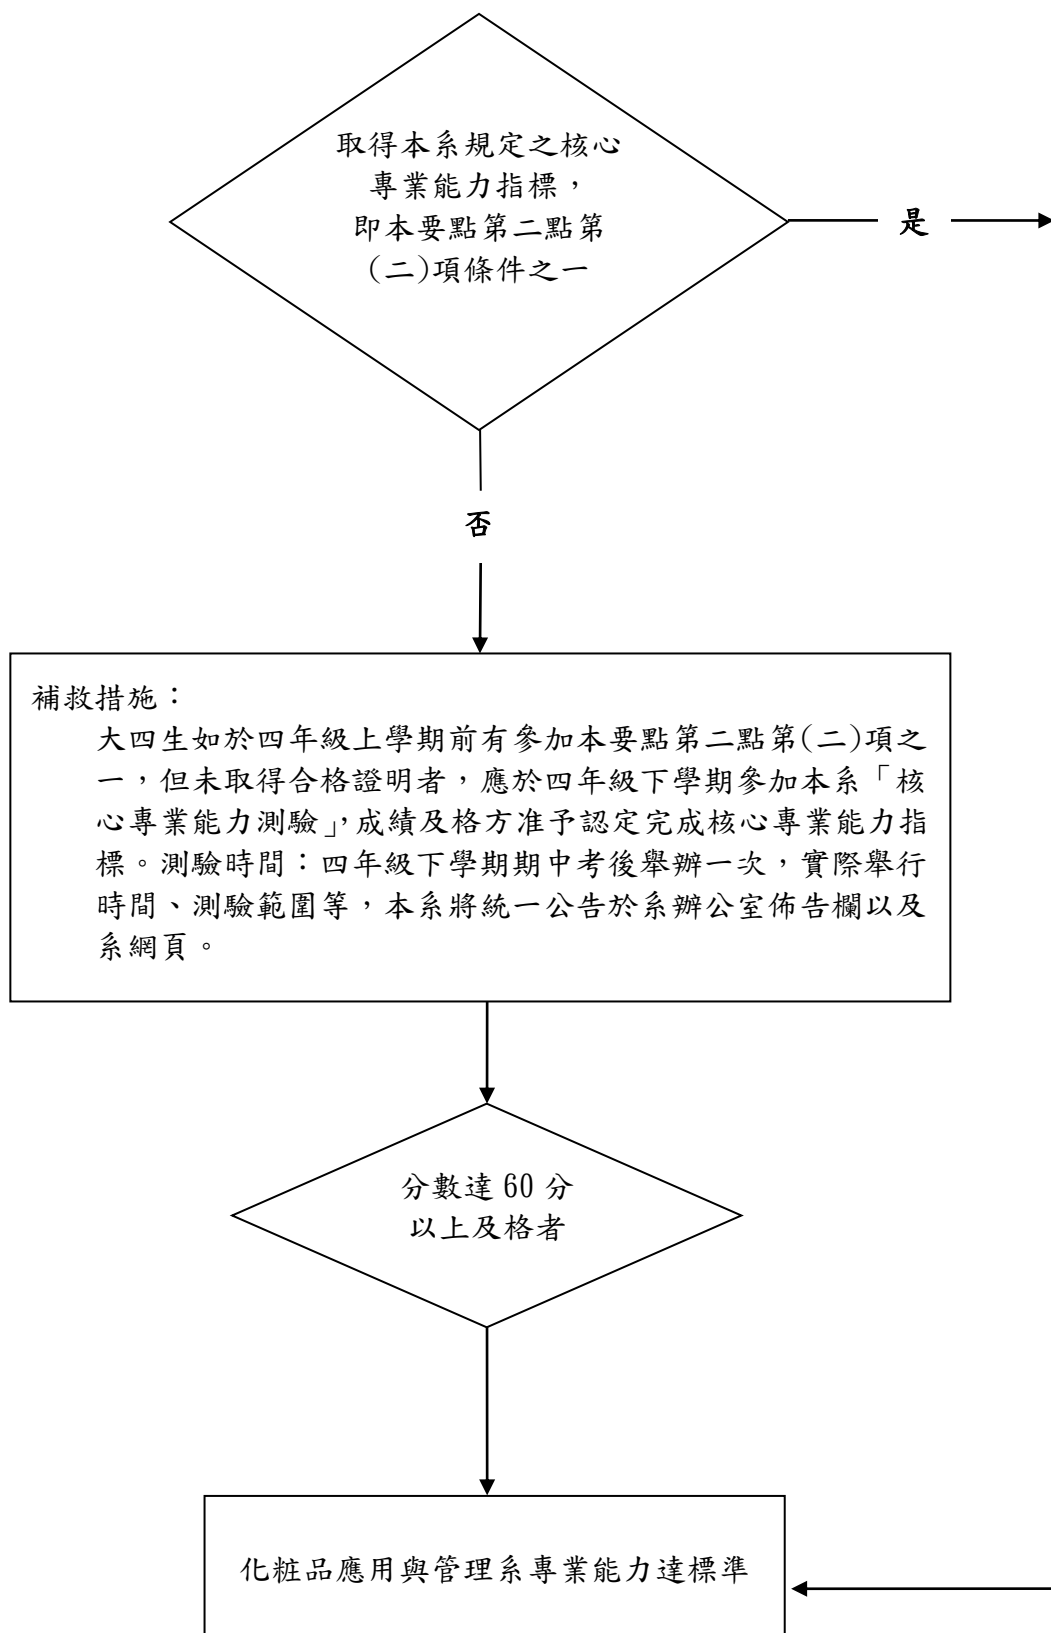 取得本系規定之核心
專業能力指標，
即本要點第二點第
(二)項條件之一
是
否
補救措施：
大四生如於四年級上學期前有參加本要點第二點第(二)項之
一，但未取得合格證明者，應於四年級下學期參加本系「核
心專業能力測驗」，成績及格方准予認定完成核心專業能力指
標。測驗時間：四年級下學期期中考後舉辦一次，實際舉行
時間、測驗範圍等，本系將統一公告於系辦公室佈告欄以及
系網頁。
分數達 60 分
以上及格者
化粧品應用與管理系專業能力達標準